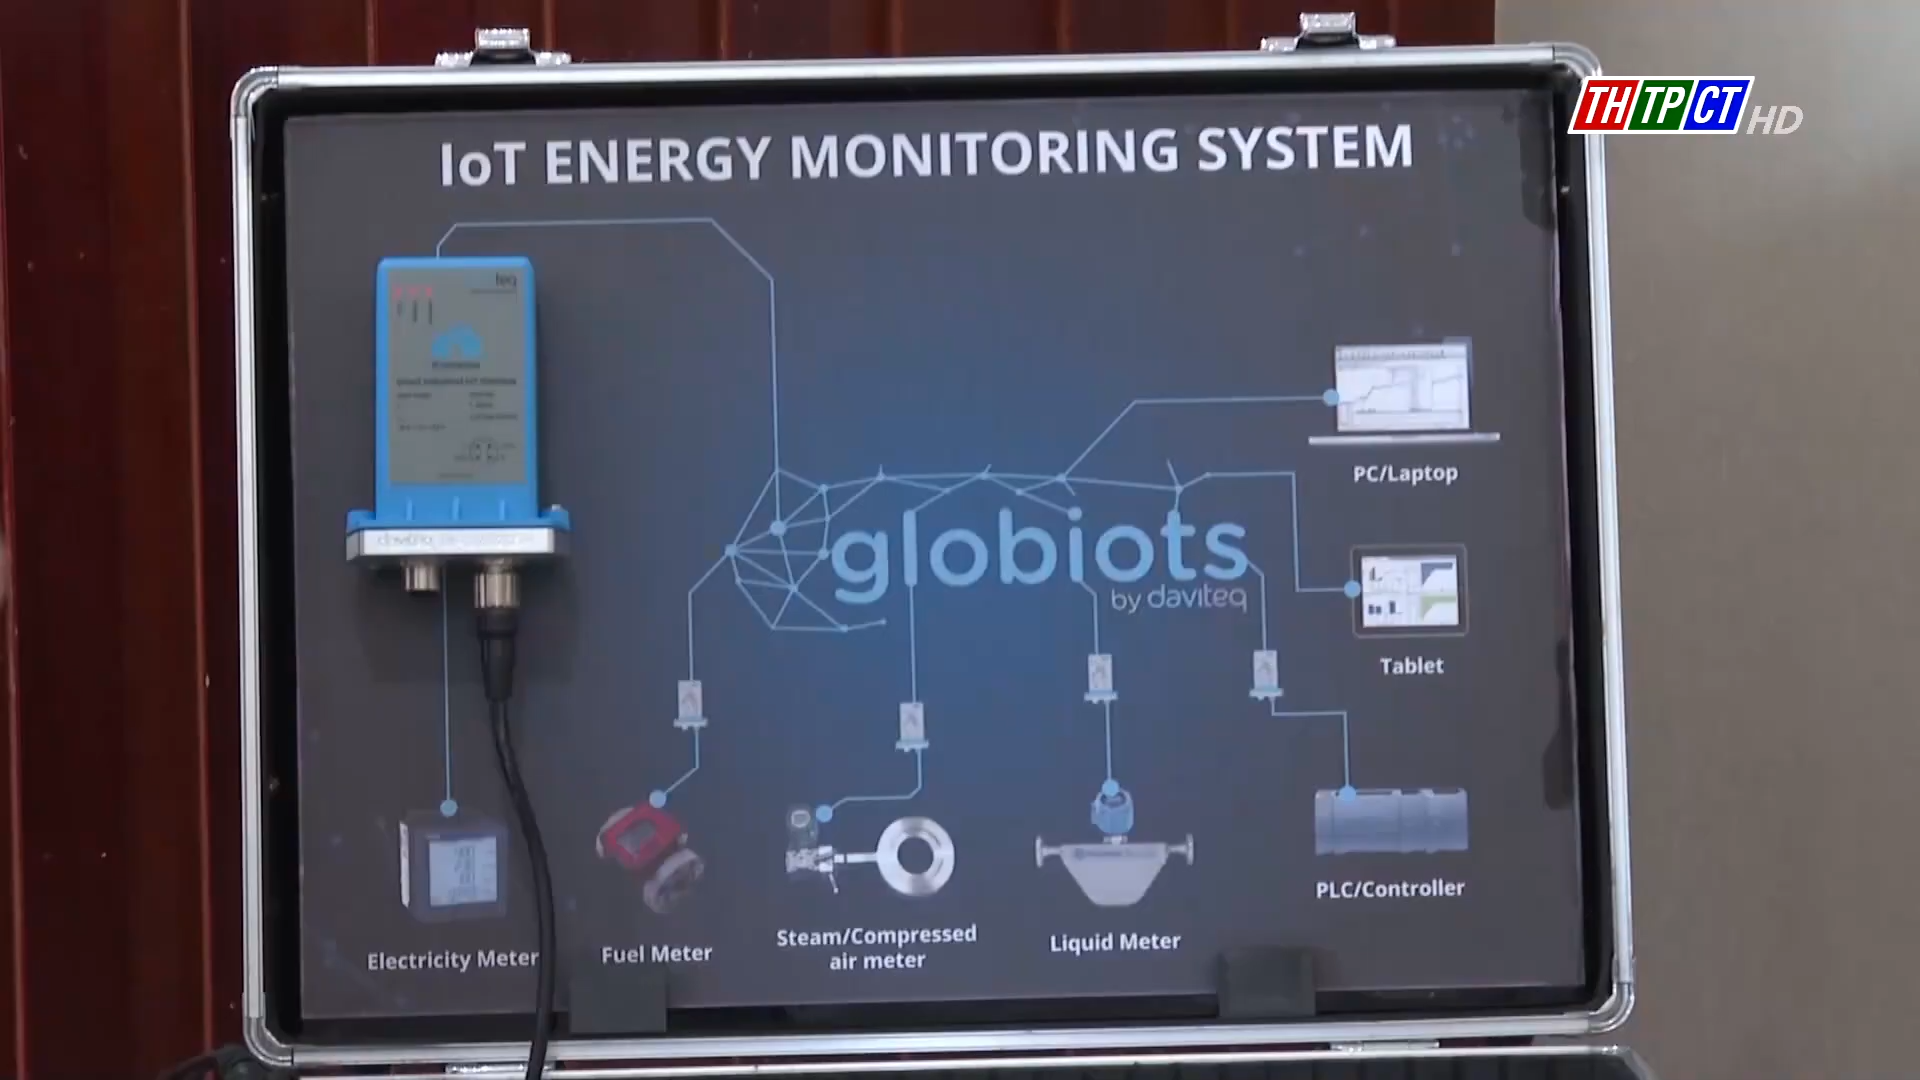 THTPCT HD
IoT ENERGY MONITORING SYSTEM
teq
PC/Laptop
globiots
by daviteq
Tablet
PLC/Controller
Electricity Meter
Fuel Meter
Steam/Compressed
air meter
Liquid Meter